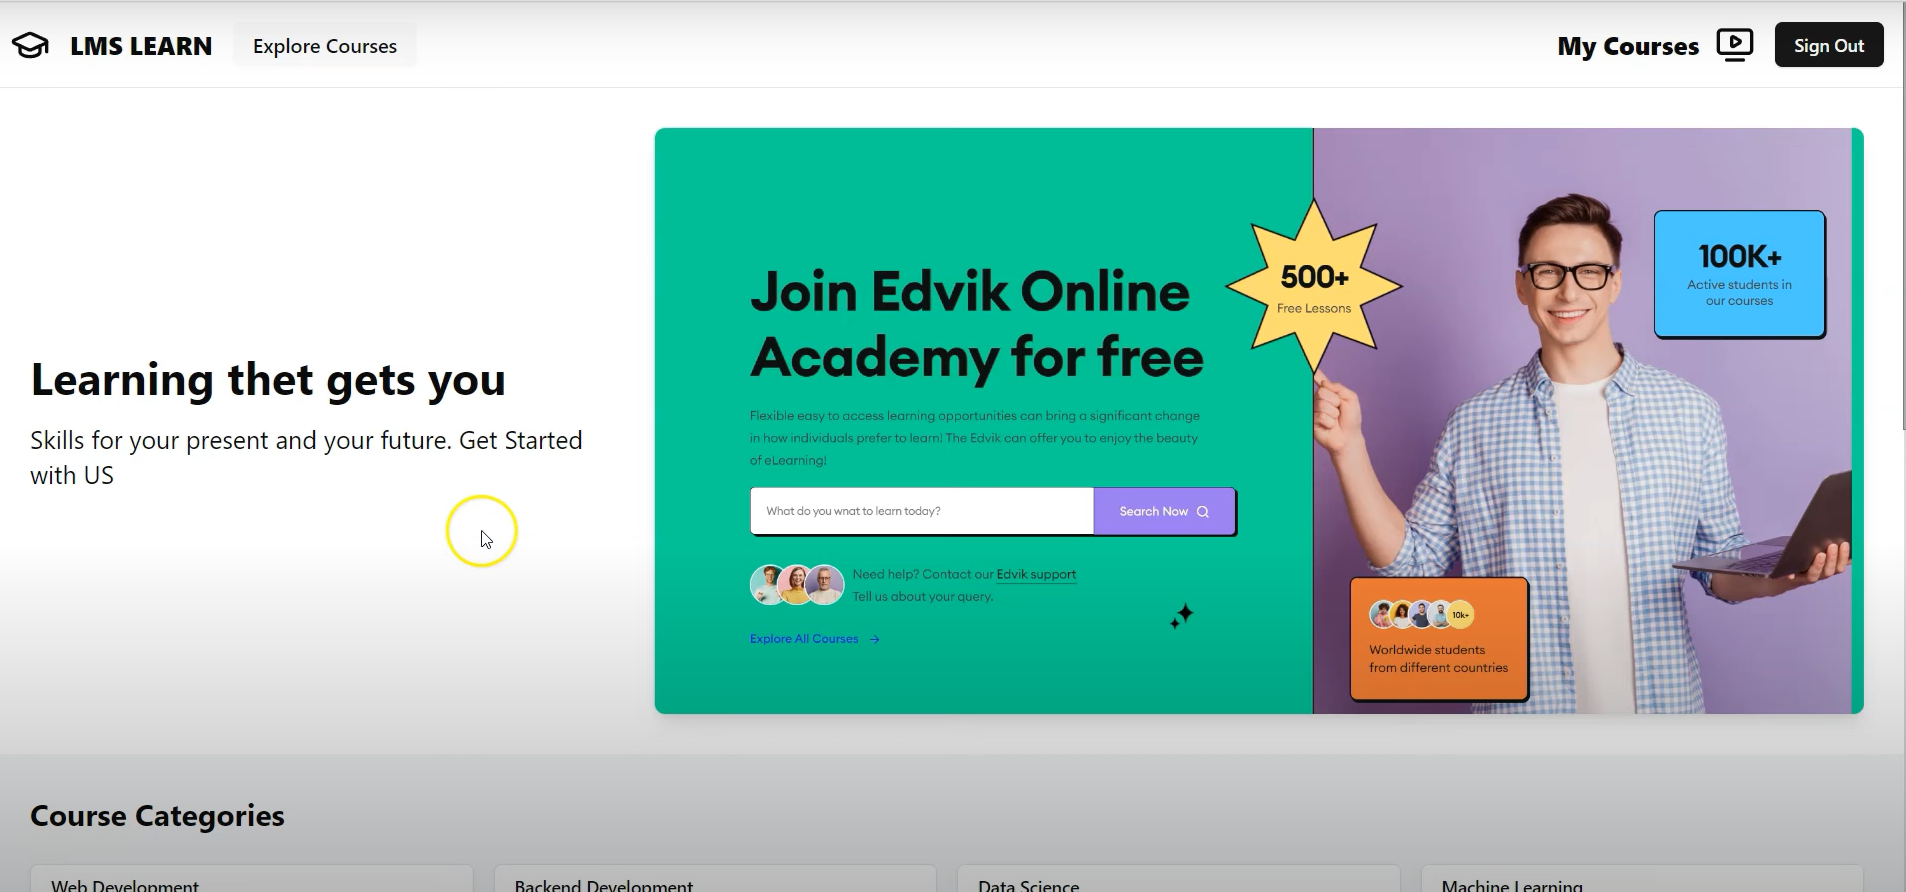 LMS LEARN
Explore Courses
My Courses
Sign Out
Learning thet gets you
Skills for your present and your future. Get Started
with US
Join Edvik Online
Academy for free
Flexible easy to access learning opportunities can bring a significant change
in how individuals prefer to learn! The Edvik can offer you to enjoy the beauty
of eLearning!
What do you wnat to learn today?
Search Now
Need help? Contact our Edvik support
Tell us about your query.
Explore All Courses
500+
Free Lessons
100K+
Active students in
our courses
10k+
Worldwide students
from different countries
Course Categories
Web Development
Backend Development
Data Science
Machine Learning